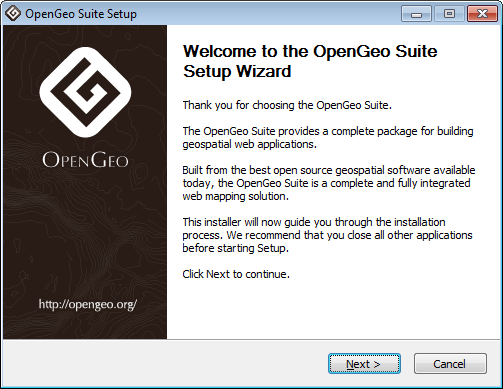 OpenGeo Suite Setup
Welcome to the OpenGeo Suite
Setup Wizard
Thank you for choosing the OpenGeo Suite.
The OpenGeo Suite provides a complete package for building
geospatial web applications.
Built from the best open source geospatial software available
today, the OpenGeo Suite is a complete and fully integrated
web mapping solution.
This installer will now guide you through the installation
process. We recommend that you close all other applications
before starting Setup.
Click Next to continue.
OPENGEO
http://opengeo.org/
Next >
Cancel